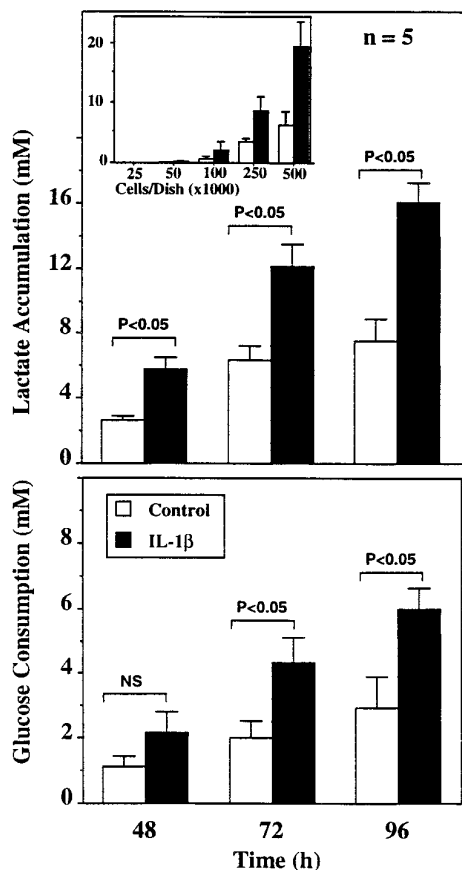 n = 5
20
10
0
25 50 100 250 500
Cells/Dish (x1000)
Lactate Accumulation (mM)
16
12
8
4
0
P<0.05
P<0.05
P<0.05
Glucose Consumption (mM)
8
6
4
2
0
Control
IL-1β
NS
P<0.05
P<0.05
48 72 96
Time (h)